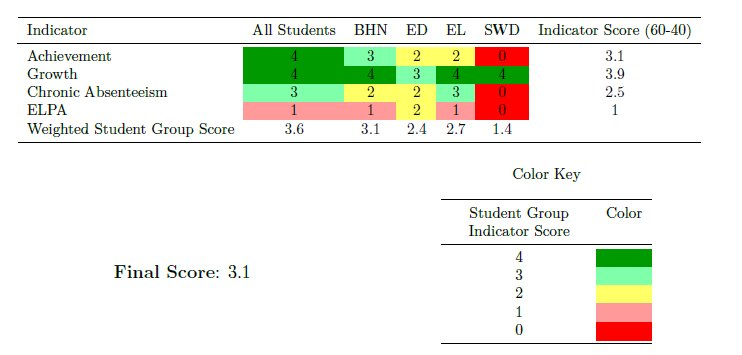 Indicator All Students BHN ED EL SWD Indicator Score (60-40)
Achievement 4 3 2 2 0 3.1
Growth 4 4 3 4 4 3.9
Chronic Absenteeism 3 2 2 3 0 2.5
ELPA 1 1 2 1 0 1
Weighted Student Group Score 3.6 3.1 2.4 2.7 1.4
Color Key
Student Group Color
Indicator Score
4
3
2
1
0
Final Score: 3.1